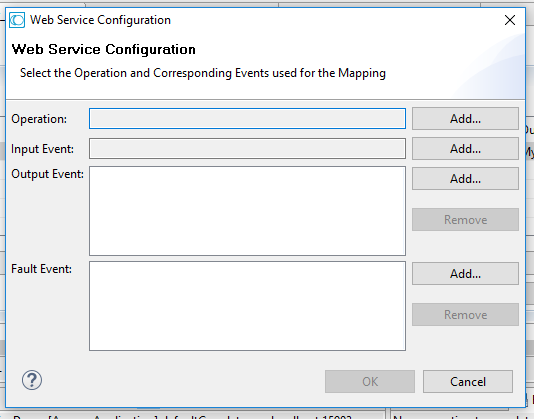 Web Service Configuration
Web Service Configuration
Select the Operation and Corresponding Events used for the Mapping
Operation:
Add...
Input Event:
Add...
Output Event:
Add...
Remove
Fault Event:
Add...
Remove
?
OK
Cancel